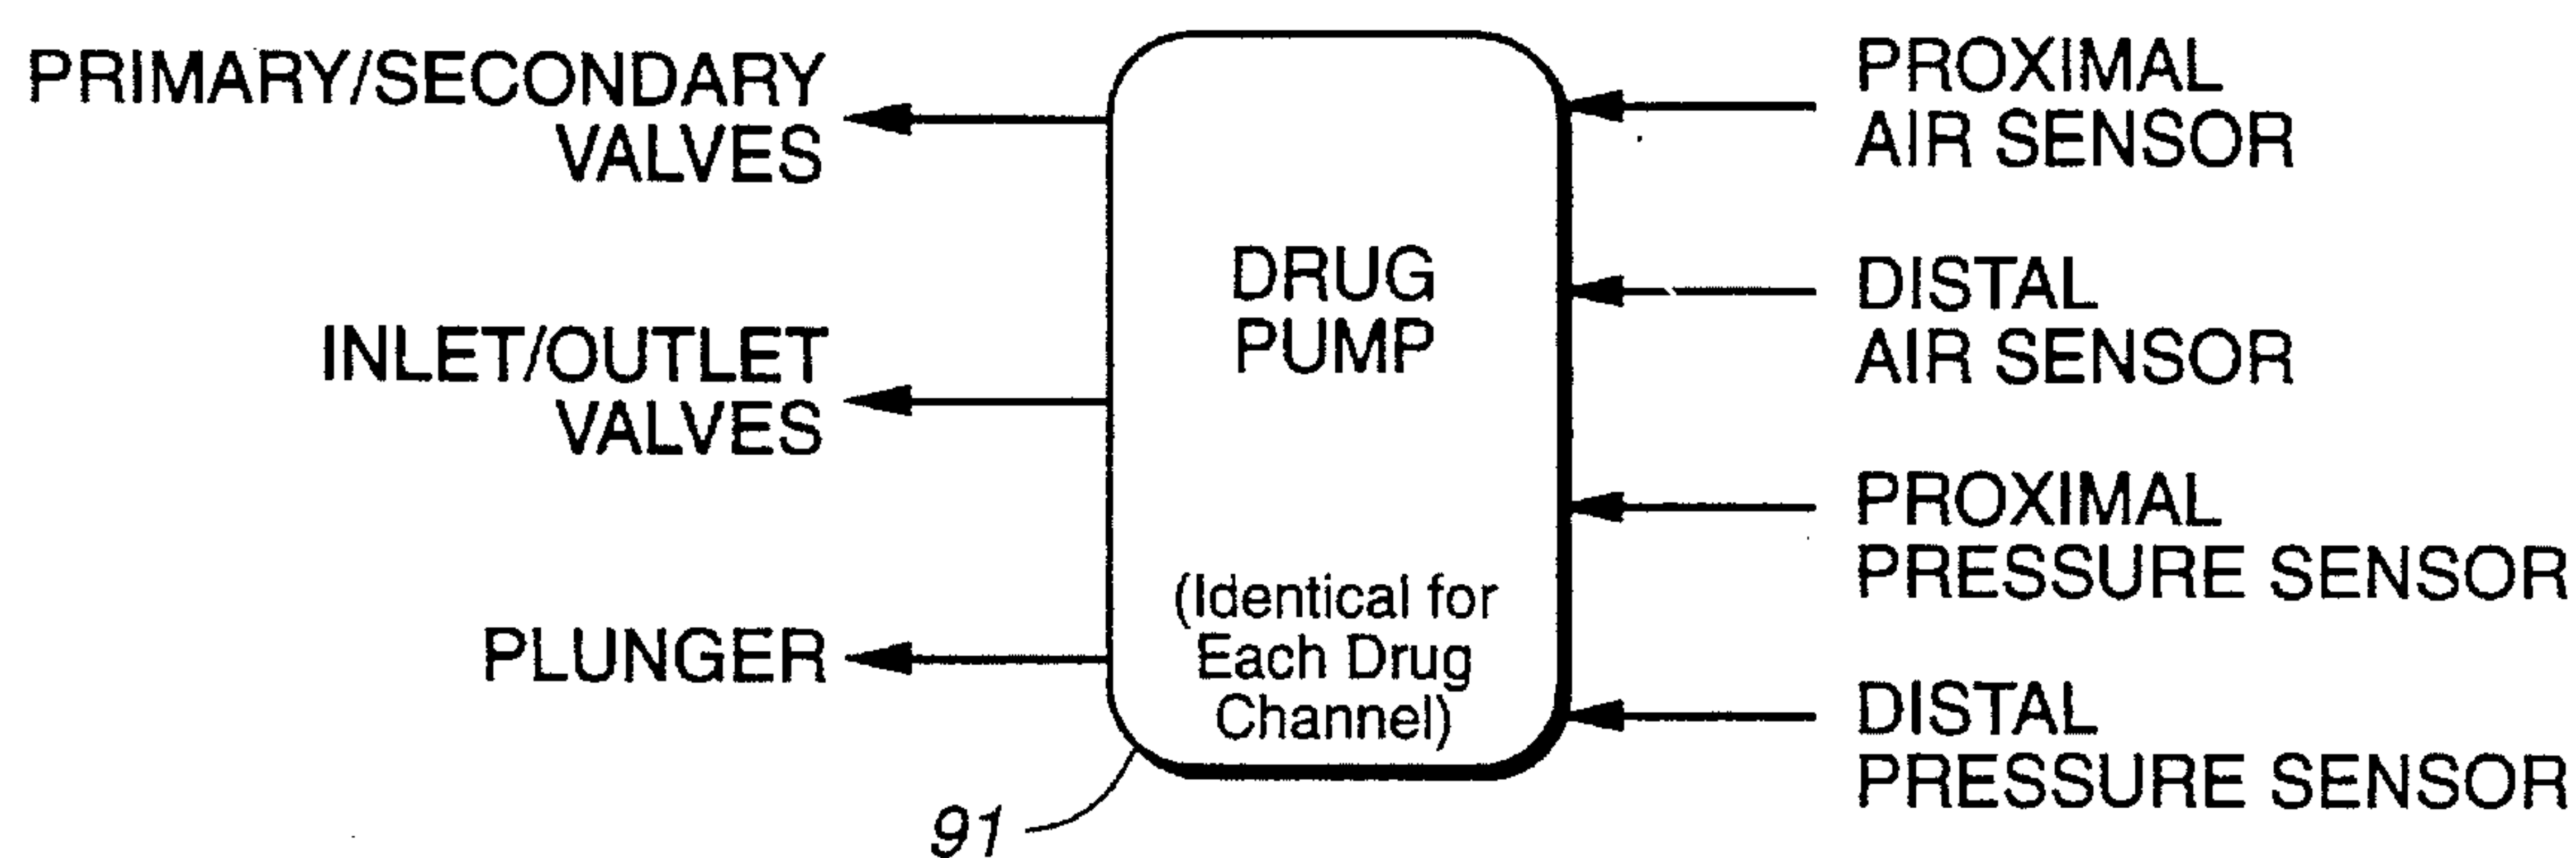 PRIMARY/SECONDARY
VALVES
INLET/OUTLET
VALVES
PLUNGER
DRUG
PUMP
(Identical for
Each Drug
Channel)
91
PROXIMAL
AIR SENSOR
DISTAL
AIR SENSOR
PROXIMAL
PRESSURE SENSOR
DISTAL
PRESSURE SENSOR